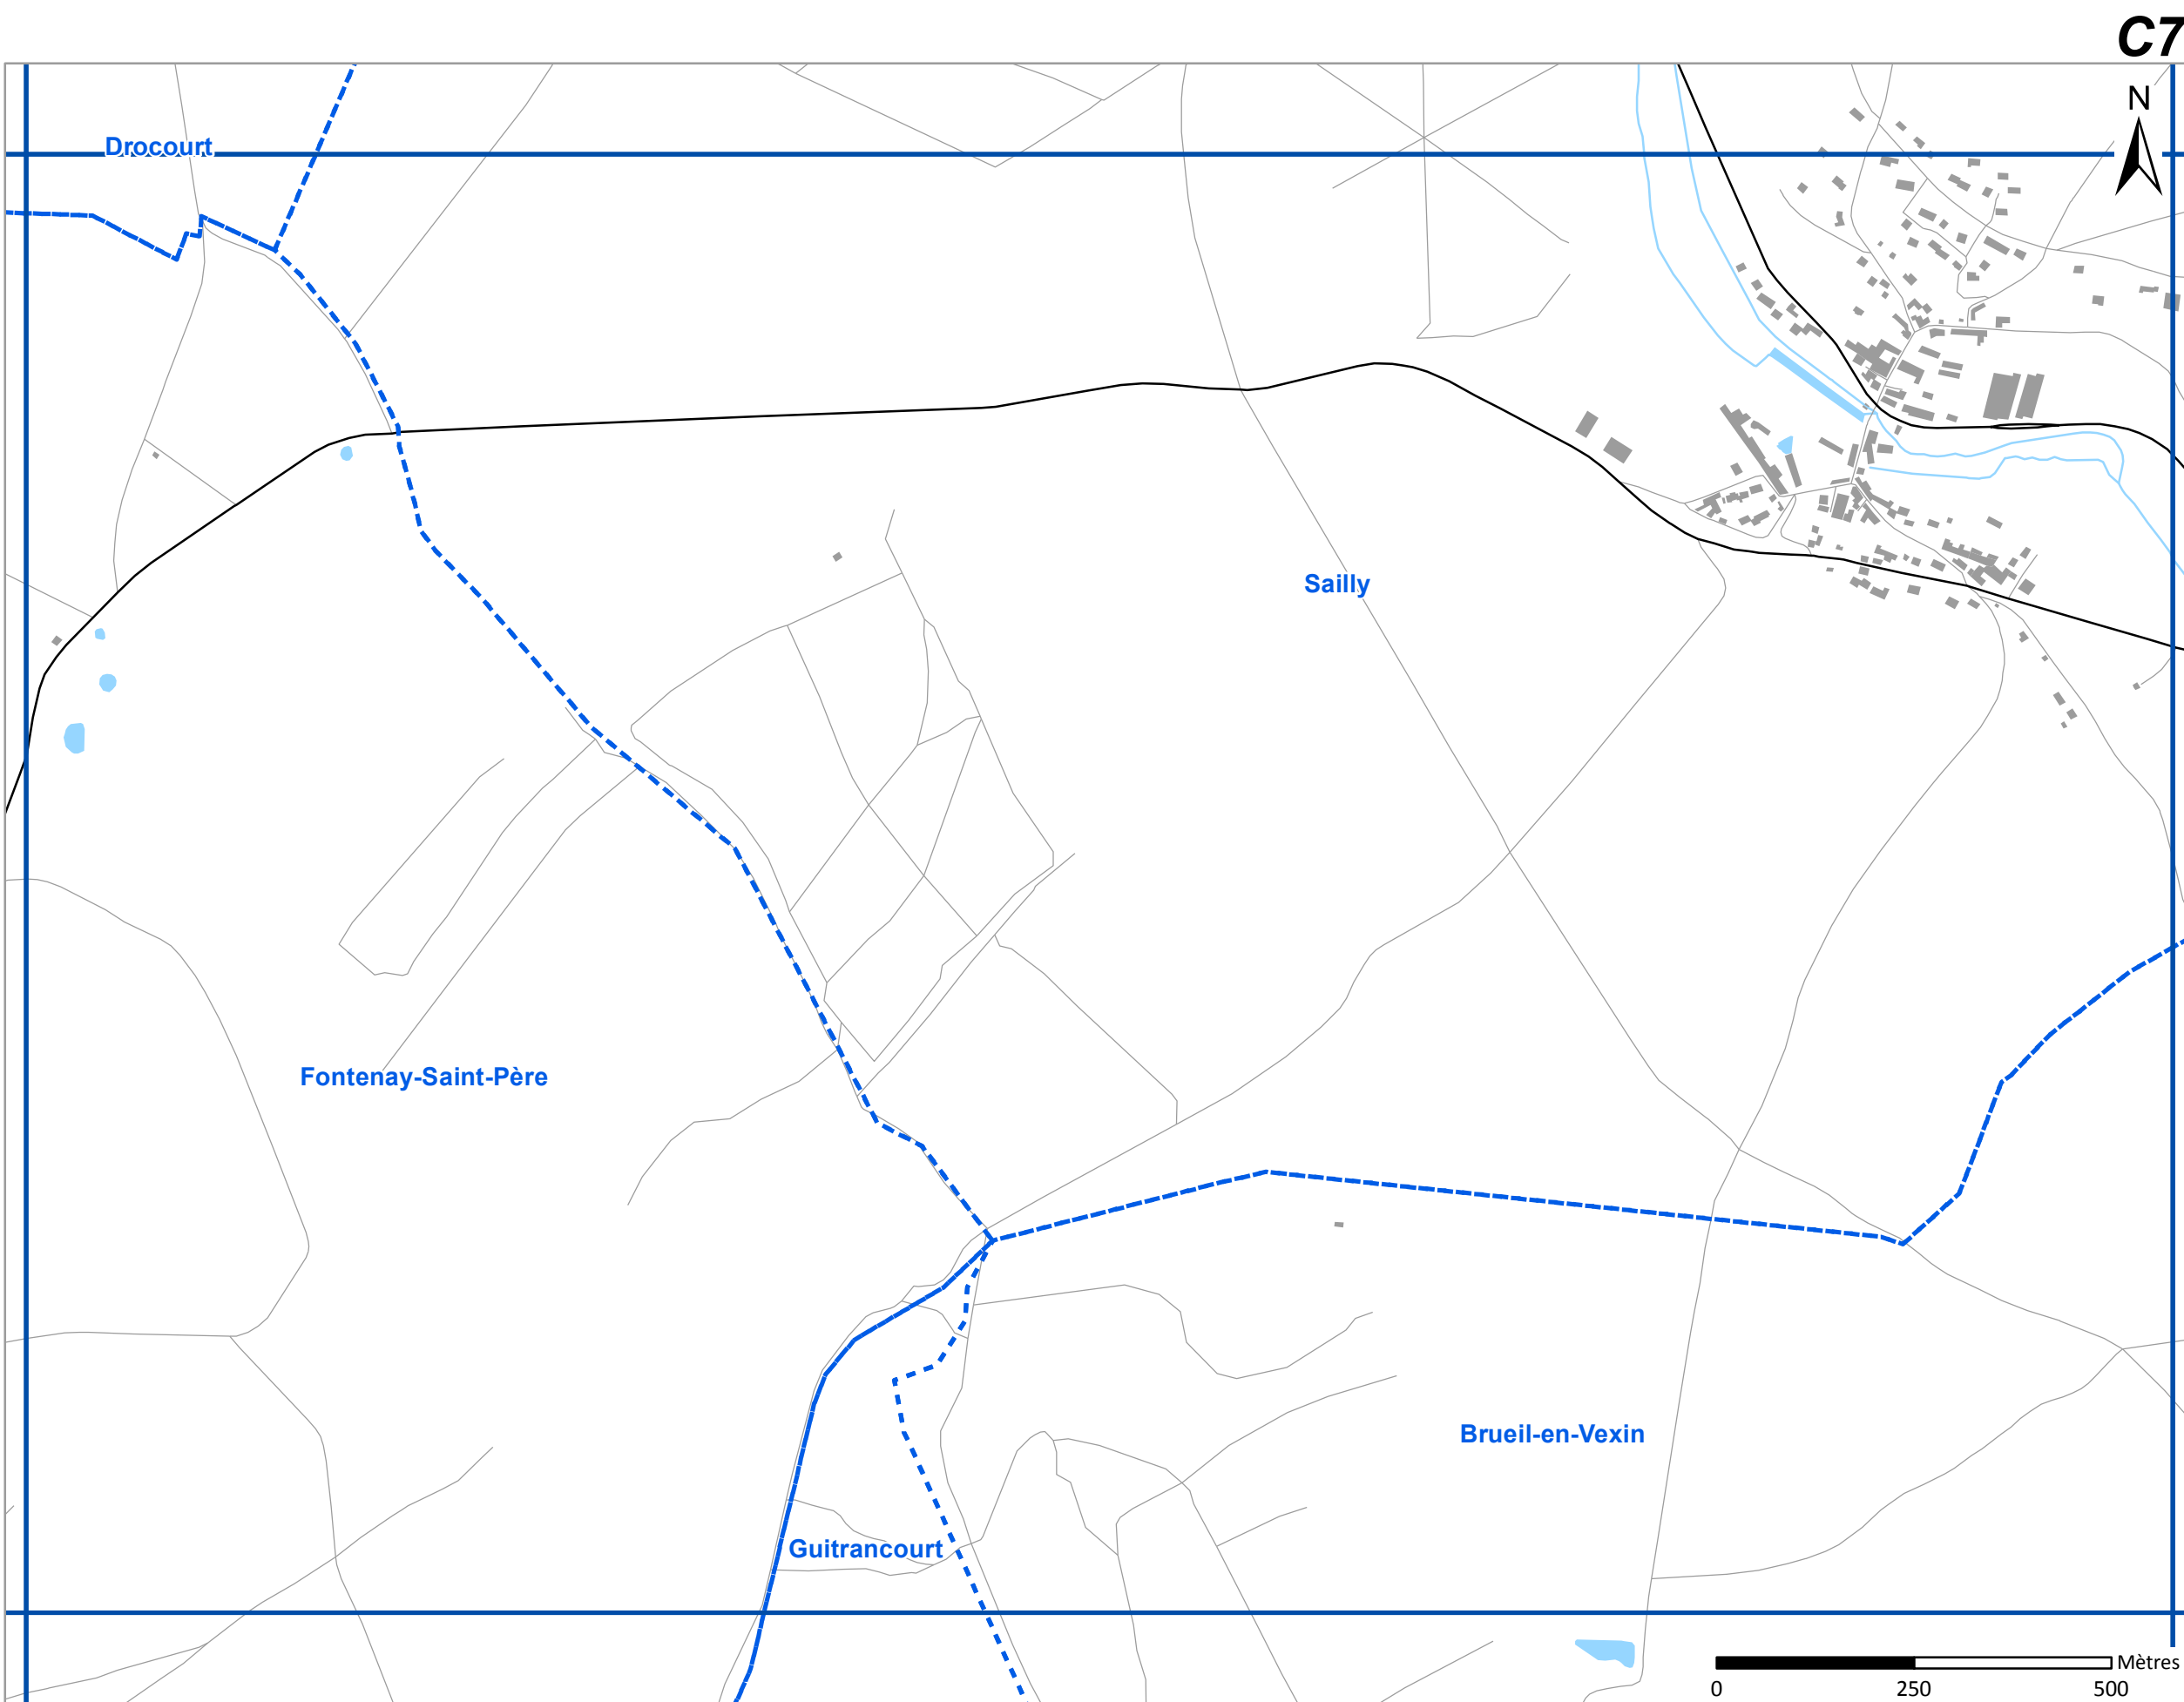 C7
N
Drocourt
Sailly
Fontenay-Saint-Père
Brueil-en-Vexin
Guitrancourt
Mètres
0 250 500